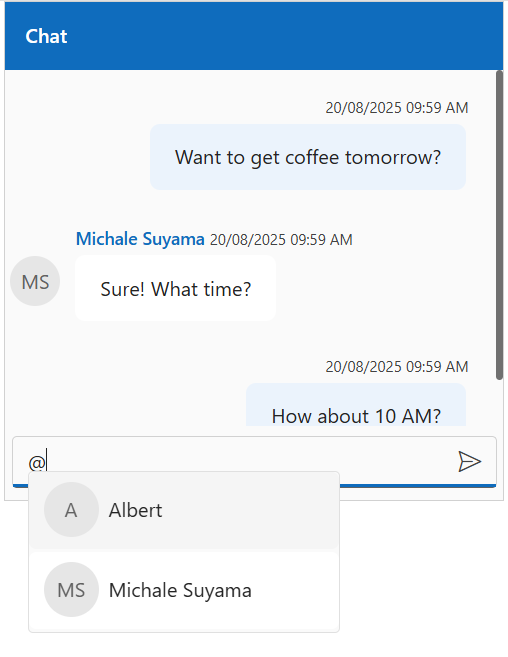 Chat
20/08/2025 09:59 AM
Want to get coffee tomorrow?
Michale Suyama 20/08/2025 09:59 AM
MS
Sure! What time?
20/08/2025 09:59 AM
How about 10 AM?
@
A Albert
MS Michale Suyama